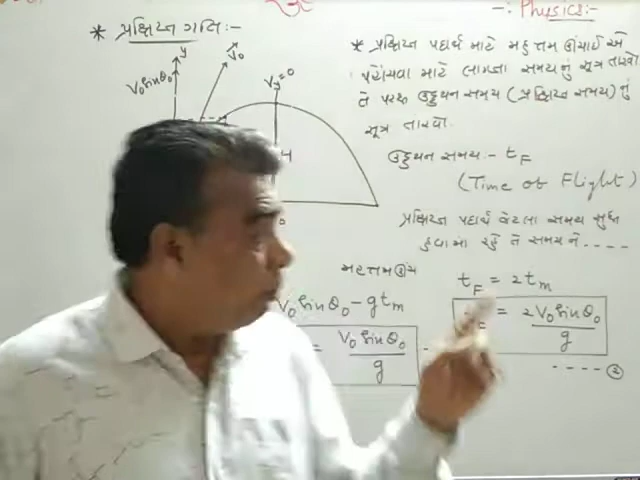 -: Physics:-
* પ્રક્ષિપ્ત ગતિ:-
y
V₀
V₀sinθ₀
Vy=0
H
* પ્રક્ષિપ્ત પદાર્થ માટે મહત્તમ ઊંચાઈ એ
પહોંચવા માટે લાગતા સમયનું સૂત્ર તારવો
તે પરથી ઉડ્ડયન સમય (પ્રક્ષિપ્ત સમય) નું
સૂત્ર તારવો.
ઉડ્ડયન સમય:- tF
(Time of Flight)
પ્રક્ષિપ્ત પદાર્થ જેટલા સમય સુધી
હવામાં રહે તે સમયને ----
મહત્તમ ઊંચ
V₀sinθ₀-gtm
= V₀sinθ₀/g
tF = 2tm
= 2V₀sinθ₀/g
---- ②